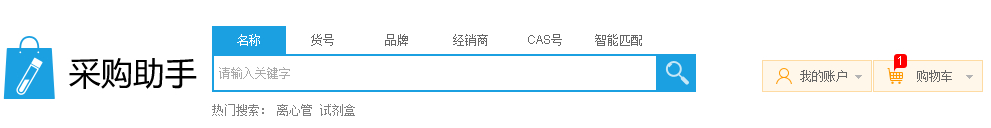 采购助手
名称 货号 品牌 经销商 CAS号 智能匹配
请输入关键字
热门搜索： 离心管 试剂盒
我的账户 1 购物车